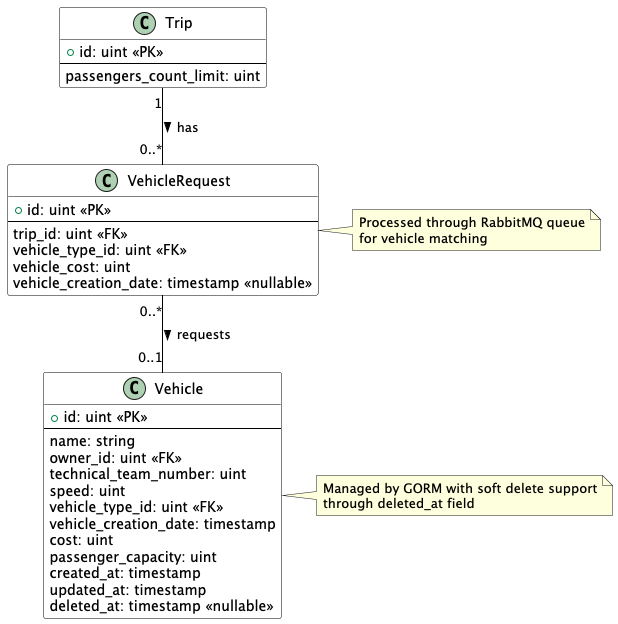 C Trip
id: uint «PK»
passengers_count_limit: uint
1
has
0..*
C VehicleRequest
id: uint «PK»
trip_id: uint «FK»
vehicle_type_id: uint «FK»
vehicle_cost: uint
vehicle_creation_date: timestamp «nullable»
Processed through RabbitMQ queue
for vehicle matching
0..*
requests
0..1
C Vehicle
id: uint «PK»
name: string
owner_id: uint «FK»
technical_team_number: uint
speed: uint
vehicle_type_id: uint «FK»
vehicle_creation_date: timestamp
cost: uint
passenger_capacity: uint
created_at: timestamp
updated_at: timestamp
deleted_at: timestamp «nullable»
Managed by GORM with soft delete support
through deleted_at field